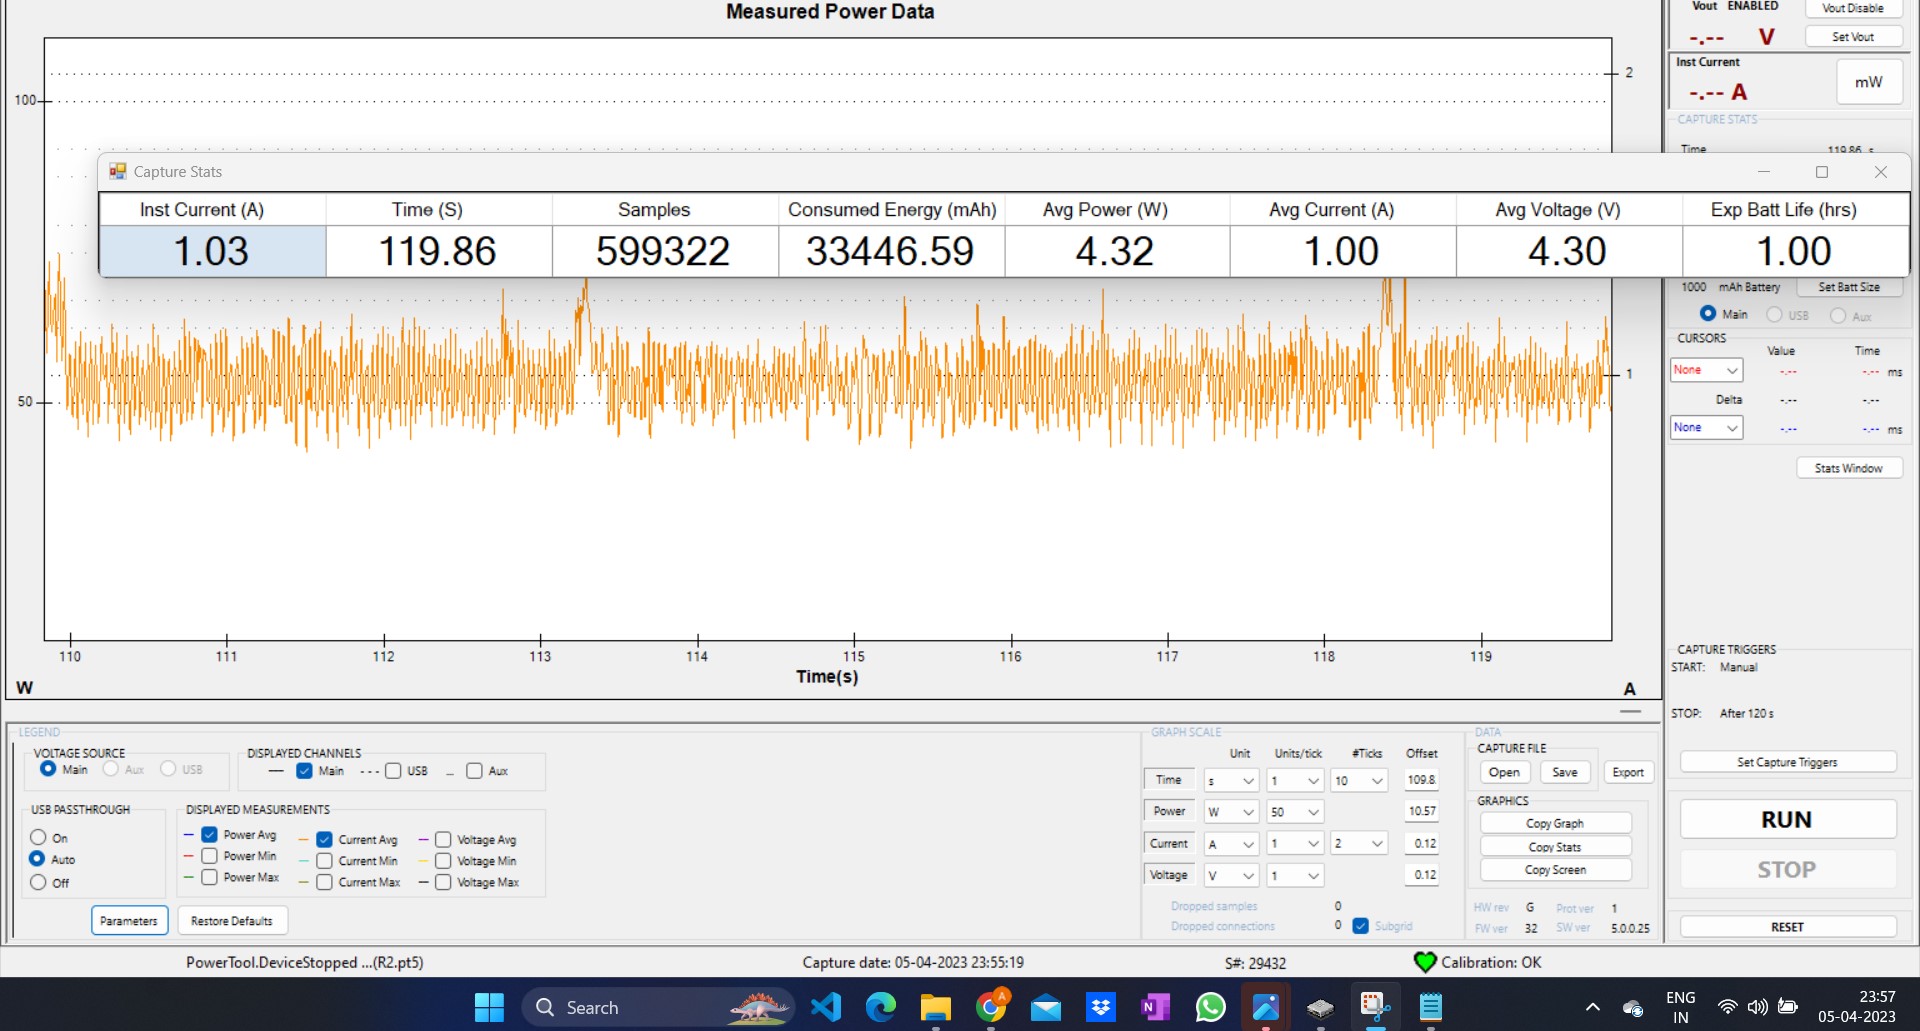 Measured Power Data
Vout ENABLED
Vout Disable
-.-- V
Set Vout
Inst Current
-.-- A
mW
CAPTURE STATS
Time 119.86 s
2
100
Capture Stats
Inst Current (A) Time (S) Samples Consumed Energy (mAh) Avg Power (W) Avg Current (A) Avg Voltage (V) Exp Batt Life (hrs)
1.03 119.86 599322 33446.59 4.32 1.00 4.30 1.00
1000 mAh Battery Set Batt Size
Main USB Aux
CURSORS
Value Time
None -.-- -.-- ms
Delta -.-- -.--
None -.-- -.-- ms
Stats Window
1
50
110 111 112 113 114 115 116 117 118 119
Time(s)
W
A
CAPTURE TRIGGERS
START: Manual
STOP: After 120 s
Set Capture Triggers
RUN
STOP
RESET
LEGEND
VOLTAGE SOURCE
Main Aux USB
DISPLAYED CHANNELS
Main USB Aux
USB PASSTHROUGH
On
Auto
Off
DISPLAYED MEASUREMENTS
Power Avg Current Avg Voltage Avg
Power Min Current Min Voltage Min
Power Max Current Max Voltage Max
Parameters Restore Defaults
GRAPH SCALE
Unit Units/tick #Ticks Offset
Time s 1 10 109.8
Power W 50 10.57
Current A 1 2 0.12
Voltage V 1 0.12
Dropped samples 0
Dropped connections 0 Subgrid
DATA
CAPTURE FILE
Open Save Export
GRAPHICS
Copy Graph
Copy Stats
Copy Screen
HW rev G Prot ver 1
FW ver 32 SW ver 5.0.0.25
PowerTool.DeviceStopped ...(R2.pt5)
Capture date: 05-04-2023 23:55:19
S#: 29432
Calibration: OK
Search
A
N
ENG
IN
23:57
05-04-2023